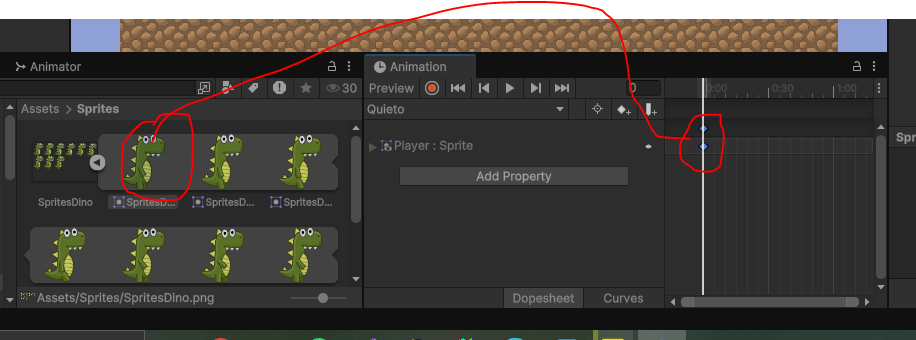 Animator
Animation
30
Preview
0
0:00
0:30
1:00
Assets > Sprites
Quieto
Player : Sprite
Add Property
SpritesDino
SpritesD...
SpritesD...
SpritesD...
Assets/Sprites/SpritesDino.png
Dopesheet
Curves
Spri